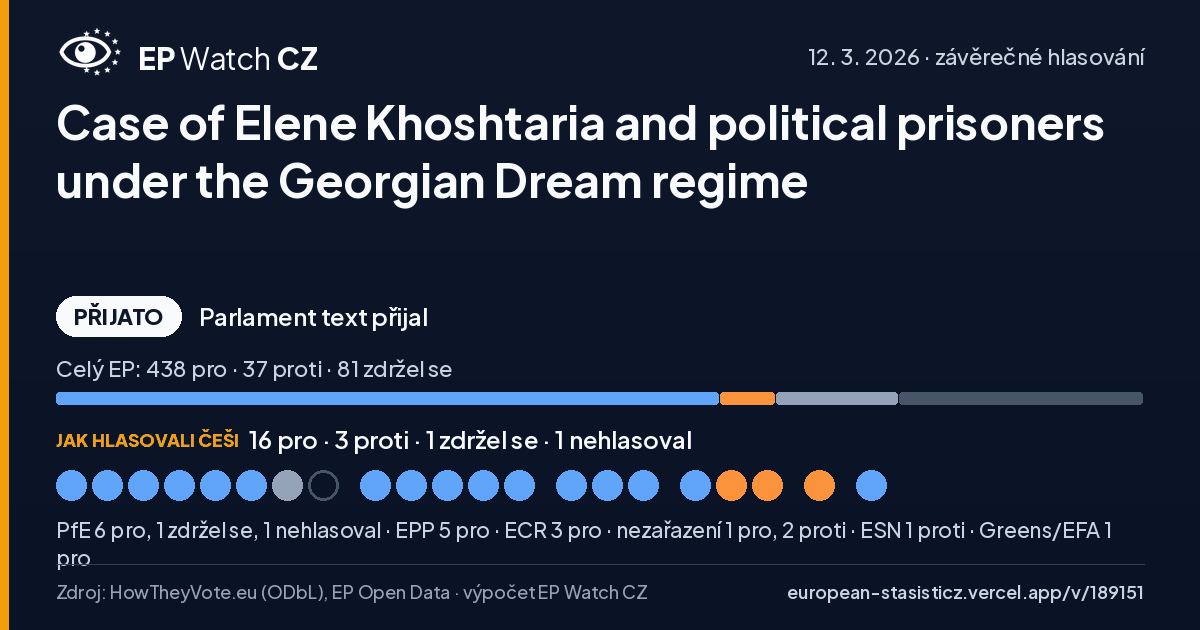 EP Watch CZ
12. 3. 2026 · závěrečné hlasování
Case of Elene Khoshtaria and political prisoners
under the Georgian Dream regime
PŘIJATO Parlament text přijal
Celý EP: 438 pro · 37 proti · 81 zdržel se
JAK HLASOVALI ČEŠI 16 pro · 3 proti · 1 zdržel se · 1 nehlasoval
PfE 6 pro, 1 zdržel se, 1 nehlasoval · EPP 5 pro · ECR 3 pro · nezařazení 1 pro, 2 proti · ESN 1 proti · Greens/EFA 1
pro
Zdroj: HowTheyVote.eu (ODbL), EP Open Data · výpočet EP Watch CZ
european-stasisticz.vercel.app/v/189151